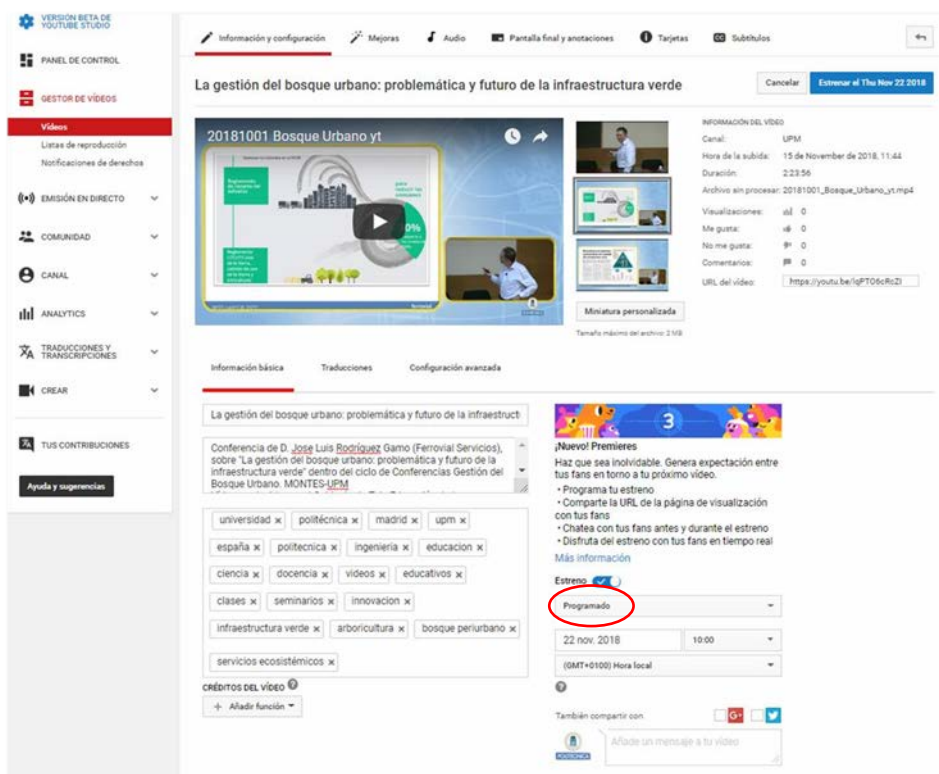 VERSIÓN BETA DE
YOUTUBE STUDIO
PANEL DE CONTROL
GESTOR DE VÍDEOS
Vídeos
Listas de reproducción
Notificaciones de derechos
EMISIÓN EN DIRECTO
COMUNIDAD
CANAL
ANALYTICS
TRADUCCIONES Y
TRANSCRIPCIONES
CREAR
TUS CONTRIBUCIONES
Ayuda y sugerencias
Información y configuración
Mejoras
Audio
Pantalla final y anotaciones
Tarjetas
Subtítulos
La gestión del bosque urbano: problemática y futuro de la infraestructura verde
Cancelar
Estrenar el Thu Nov 22 2018
20181001 Bosque Urbano yt
Miniatura personalizada
Tamaño máximo del archivo: 2 MB
INFORMACIÓN DEL VÍDEO
Canal: UPM
Hora de la subida: 15 de November de 2018, 11:44
Duración: 2:23:56
Archivo sin procesar: 20181001_Bosque_Urbano_yt.mp4
Visualizaciones: 0
Me gusta: 0
No me gusta: 0
Comentarios: 0
URL del vídeo: https://youtu.be/iqPTO6cRcZI
Información básica
Traducciones
Configuración avanzada
La gestión del bosque urbano: problemática y futuro de la infraestruct
Conferencia de D. Jose Luis Rodríguez Gamo (Ferrovial Servicios),
sobre "La gestión del bosque urbano: problemática y futuro de la
infraestructura verde" dentro del ciclo de Conferencias Gestión del
Bosque Urbano. MONTES-UPM
universidad x politécnica x madrid x upm x
españa x politecnica x ingenieria x educacion x
ciencia x docencia x videos x educativos x
clases x seminarios x innovacion x
infraestructura verde x arboricultura x bosque periurbano x
servicios ecosistémicos x
CRÉDITOS DEL VÍDEO ?
+ Añadir función
3
¡Nuevo! Premieres
Haz que sea inolvidable. Genera expectación entre
tus fans en torno a tu próximo vídeo.
• Programa tu estreno
• Comparte la URL de la página de visualización
con tus fans
• Chatea con tus fans antes y durante el estreno
• Disfruta del estreno con tus fans en tiempo real
Más información
Estreno
Programado
22 nov. 2018
10:00
(GMT+0100) Hora local
?
También compartir con
G+
Añade un mensaje a tu vídeo